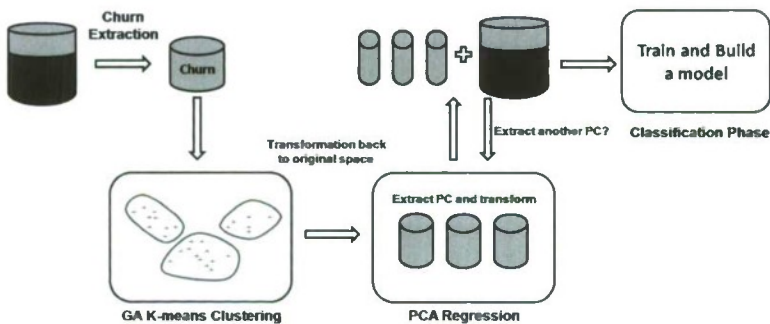 Churn
Extraction
Churn
Train and Build
a model
Extract another PC?
Classification Phase
Transformation back
to original space
Extract PC and transform
GA K-means Clustering
PCA Regression